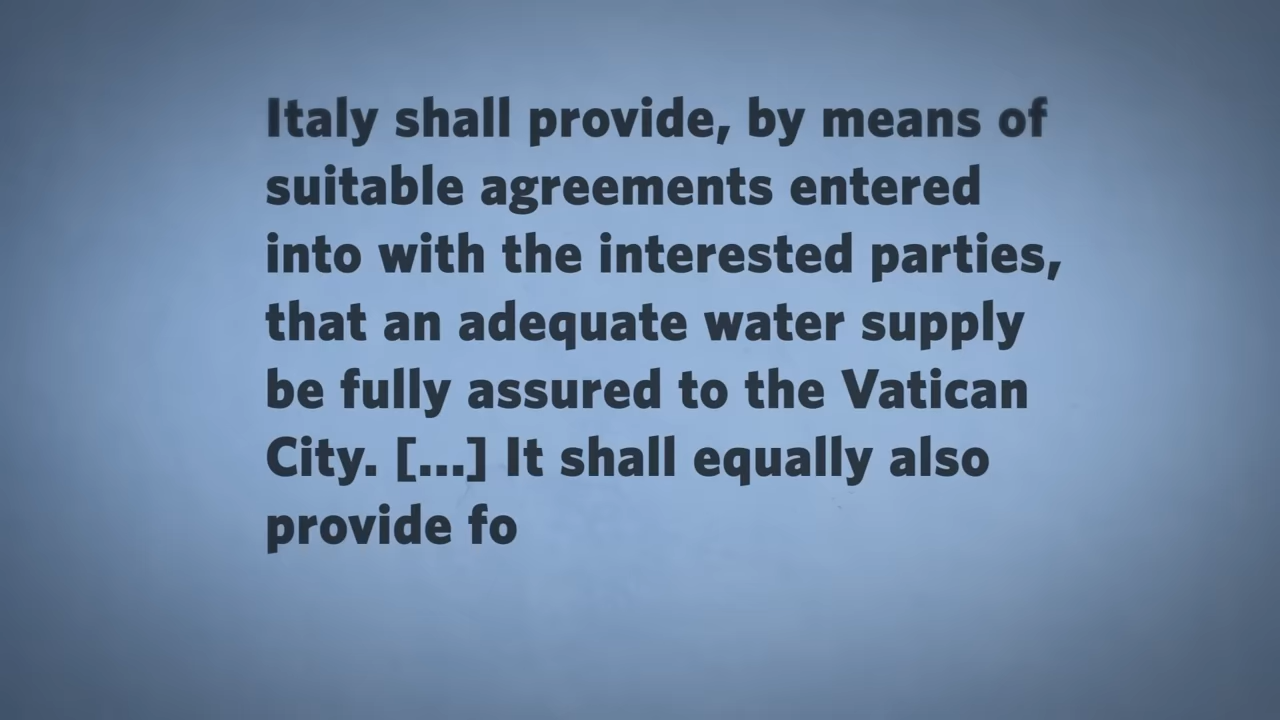 Italy shall provide, by means of
suitable agreements entered
into with the interested parties,
that an adequate water supply
be fully assured to the Vatican
City. [...] It shall equally also
provide fo